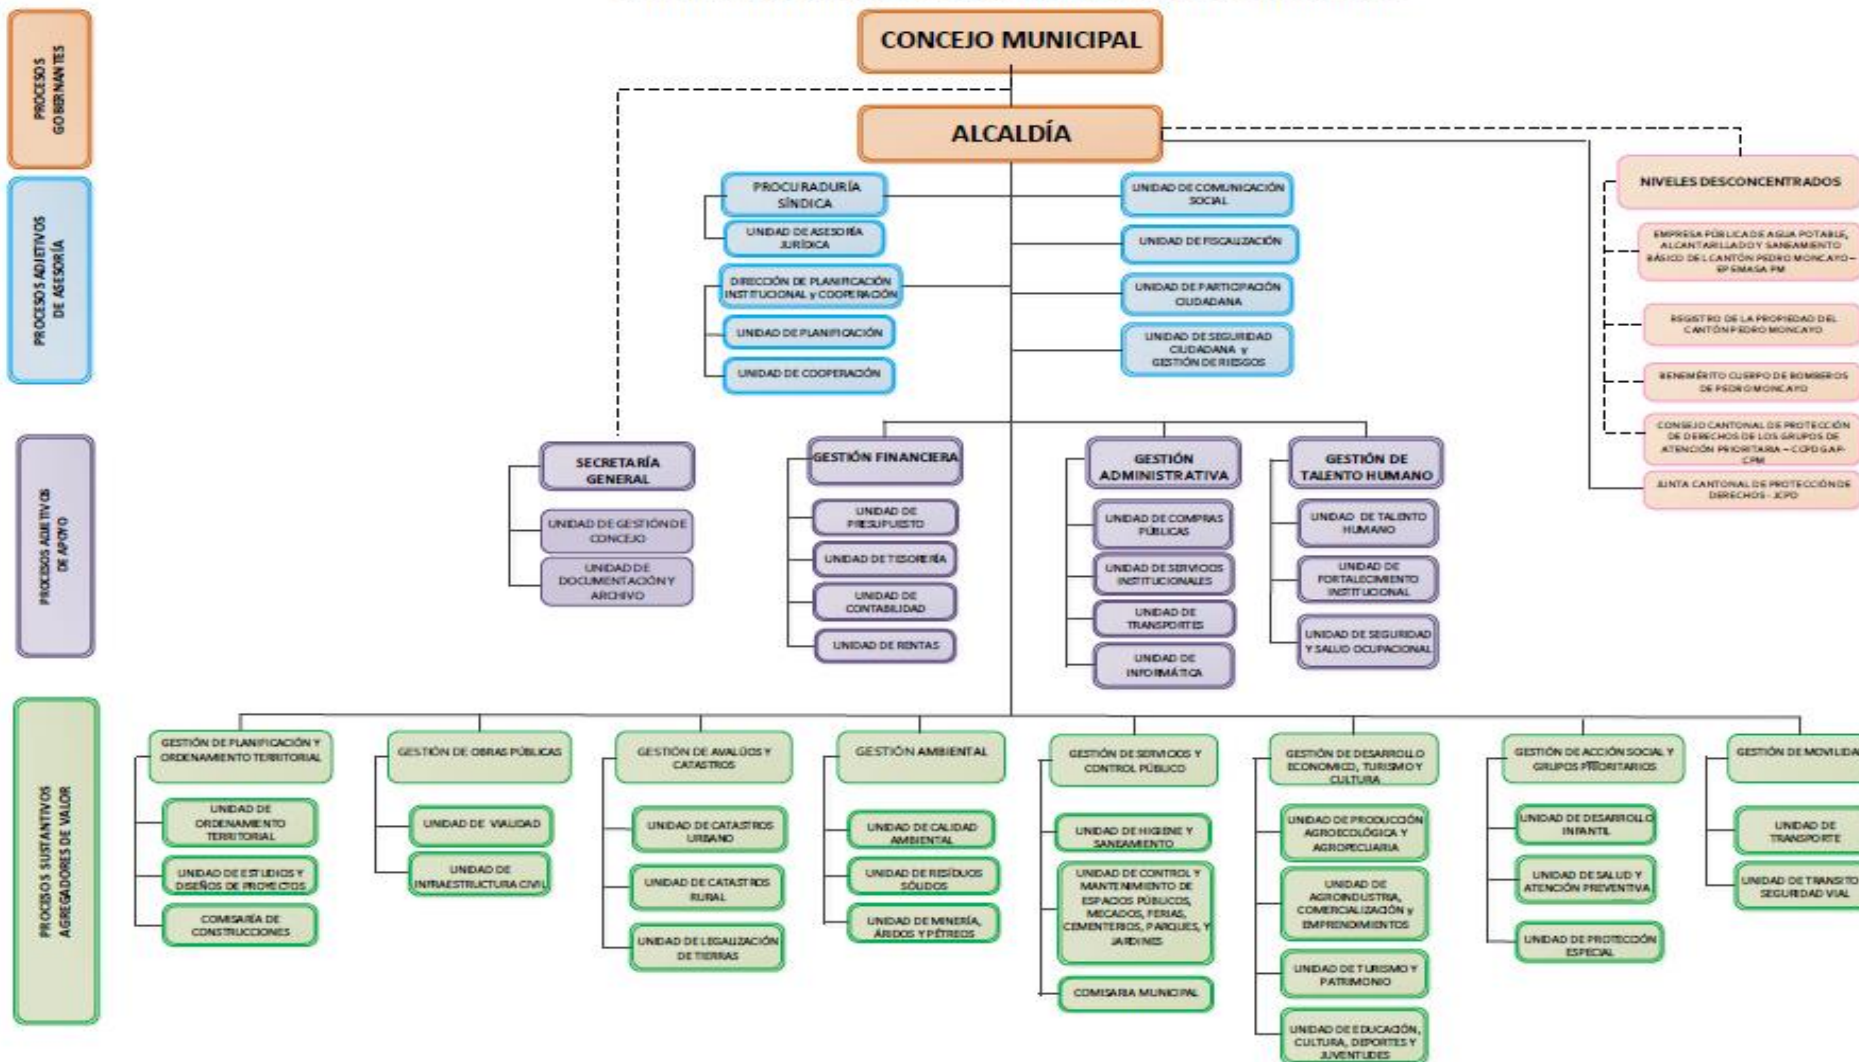 PROCESOS
GOBERNANTES
CONCEJO MUNICIPAL
ALCALDÍA
PROCESOS ADJETIVOS
DE ASESORÍA
PROCURADURÍA
SÍNDICA
UNIDAD DE ASESORÍA
JURÍDICA
DIRECCIÓN DE PLANIFICACIÓN
INSTITUCIONAL y COOPERACIÓN
UNIDAD DE PLANIFICACIÓN
UNIDAD DE COOPERACIÓN
UNIDAD DE COMUNICACIÓN
SOCIAL
UNIDAD DE FISCALIZACIÓN
UNIDAD DE PARTICIPACIÓN
CIUDADANA
UNIDAD DE SEGURIDAD
CIUDADANA y
GESTIÓN DE RIESGOS
NIVELES DESCONCENTRADOS
EMPRESA PÚBLICA DE AGUA POTABLE,
ALCANTARILLADO Y SANEAMIENTO
BÁSICO DEL CANTÓN PEDRO MONCAYO –
EPEMASA PM
REGISTRO DE LA PROPIEDAD DEL
CANTÓN PEDRO MONCAYO
BENEMÉRITO CUERPO DE BOMBEROS
DE PEDRO MONCAYO
CONSEJO CANTONAL DE PROTECCIÓN
DE DERECHOS DE LOS GRUPOS DE
ATENCIÓN PRIORITARIA – CCPDGAP-
CPM
JUNTA CANTONAL DE PROTECCIÓN DE
DERECHOS - JCPD
PROCESOS ADJETIVOS
DE APOYO
SECRETARÍA
GENERAL
UNIDAD DE GESTIÓN DE
CONCEJO
UNIDAD DE
DOCUMENTACIÓN Y
ARCHIVO
GESTIÓN FINANCIERA
UNIDAD DE
PRESUPUESTO
UNIDAD DE TESORERÍA
UNIDAD DE
CONTABILIDAD
UNIDAD DE RENTAS
GESTIÓN
ADMINISTRATIVA
UNIDAD DE COMPRAS
PÚBLICAS
UNIDAD DE SERVICIOS
INSTITUCIONALES
UNIDAD DE
TRANSPORTES
UNIDAD DE
INFORMÁTICA
GESTIÓN DE
TALENTO HUMANO
UNIDAD DE TALENTO
HUMANO
UNIDAD DE
FORTALECIMIENTO
INSTITUCIONAL
UNIDAD DE SEGURIDAD
Y SALUD OCUPACIONAL
PROCESOS SUSTANTIVOS
AGREGADORES DE VALOR
GESTIÓN DE PLANIFICACIÓN Y
ORDENAMIENTO TERRITORIAL
UNIDAD DE
ORDENAMIENTO
TERRITORIAL
UNIDAD DE ESTUDIOS Y
DISEÑOS DE PROYECTOS
COMISARÍA DE
CONSTRUCCIONES
GESTIÓN DE OBRAS PÚBLICAS
UNIDAD DE VIALIDAD
UNIDAD DE
INFRAESTRUCTURA CIVIL
GESTIÓN DE AVALÚOS Y
CATASTROS
UNIDAD DE CATASTROS
URBANO
UNIDAD DE CATASTROS
RURAL
UNIDAD DE LEGALIZACIÓN
DE TIERRAS
GESTIÓN AMBIENTAL
UNIDAD DE CALIDAD
AMBIENTAL
UNIDAD DE RESÍDUOS
SÓLIDOS
UNIDAD DE MINERÍA,
ÁRIDOS Y PÉTREOS
GESTIÓN DE SERVICIOS Y
CONTROL PÚBLICO
UNIDAD DE HIGIENE Y
SANEAMIENTO
UNIDAD DE CONTROL Y
MANTENIMIENTO DE
ESPACIOS PÚBLICOS,
MECADOS, FERIAS,
CEMENTERIOS, PARQUES, Y
JARDINES
COMISARIA MUNICIPAL
GESTIÓN DE DESARROLLO
ECONOMICO, TURISMO Y
CULTURA
UNIDAD DE PRODUCCIÓN
AGROECOLÓGICA Y
AGROPECUARIA
UNIDAD DE
AGROINDUSTRIA,
COMERCIALIZACIÓN y
EMPRENDIMIENTOS
UNIDAD DE TURISMO Y
PATRIMONIO
UNIDAD DE EDUCACIÓN,
CULTURA, DEPORTES Y
JUVENTUDES
GESTIÓN DE ACCIÓN SOCIAL Y
GRUPOS PRIORITARIOS
UNIDAD DE DESARROLLO
INFANTIL
UNIDAD DE SALUD Y
ATENCIÓN PREVENTIVA
UNIDAD DE PROTECCIÓN
ESPECIAL
GESTIÓN DE MOVILIDA
UNIDAD DE
TRANSPORTE
UNIDAD DE TRANSITO
SEGURIDAD VIAL